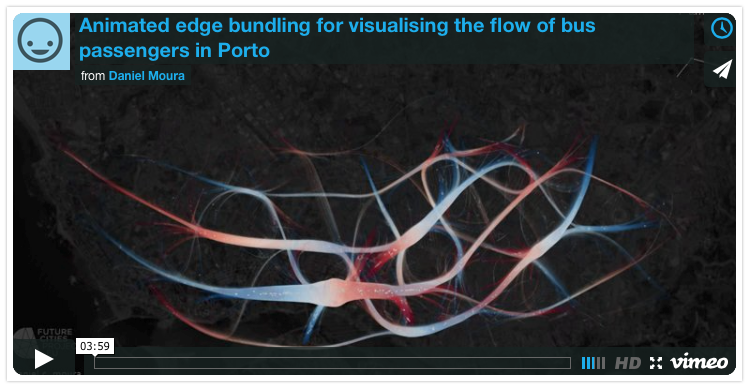 Animated edge bundling for visualising the flow of bus
passengers in Porto
from Daniel Moura
FUTURE
CITIES
03:59
HD
vimeo